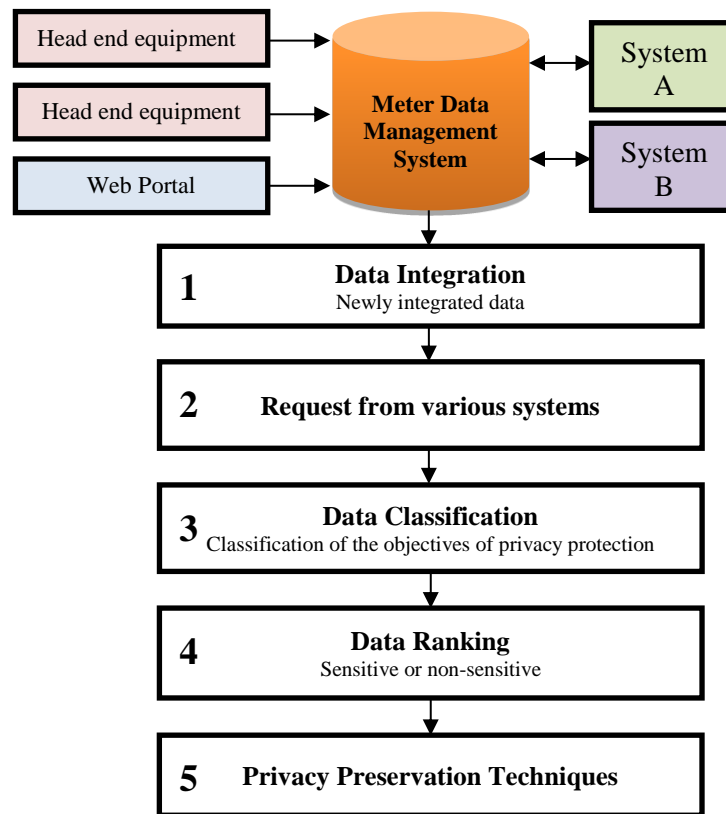 Head end equipment
Head end equipment
Web Portal
Meter Data
Management
System
System
A
System
B
1
Data Integration
Newly integrated data
2
Request from various systems
3
Data Classification
Classification of the objectives of privacy protection
4
Data Ranking
Sensitive or non-sensitive
5
Privacy Preservation Techniques